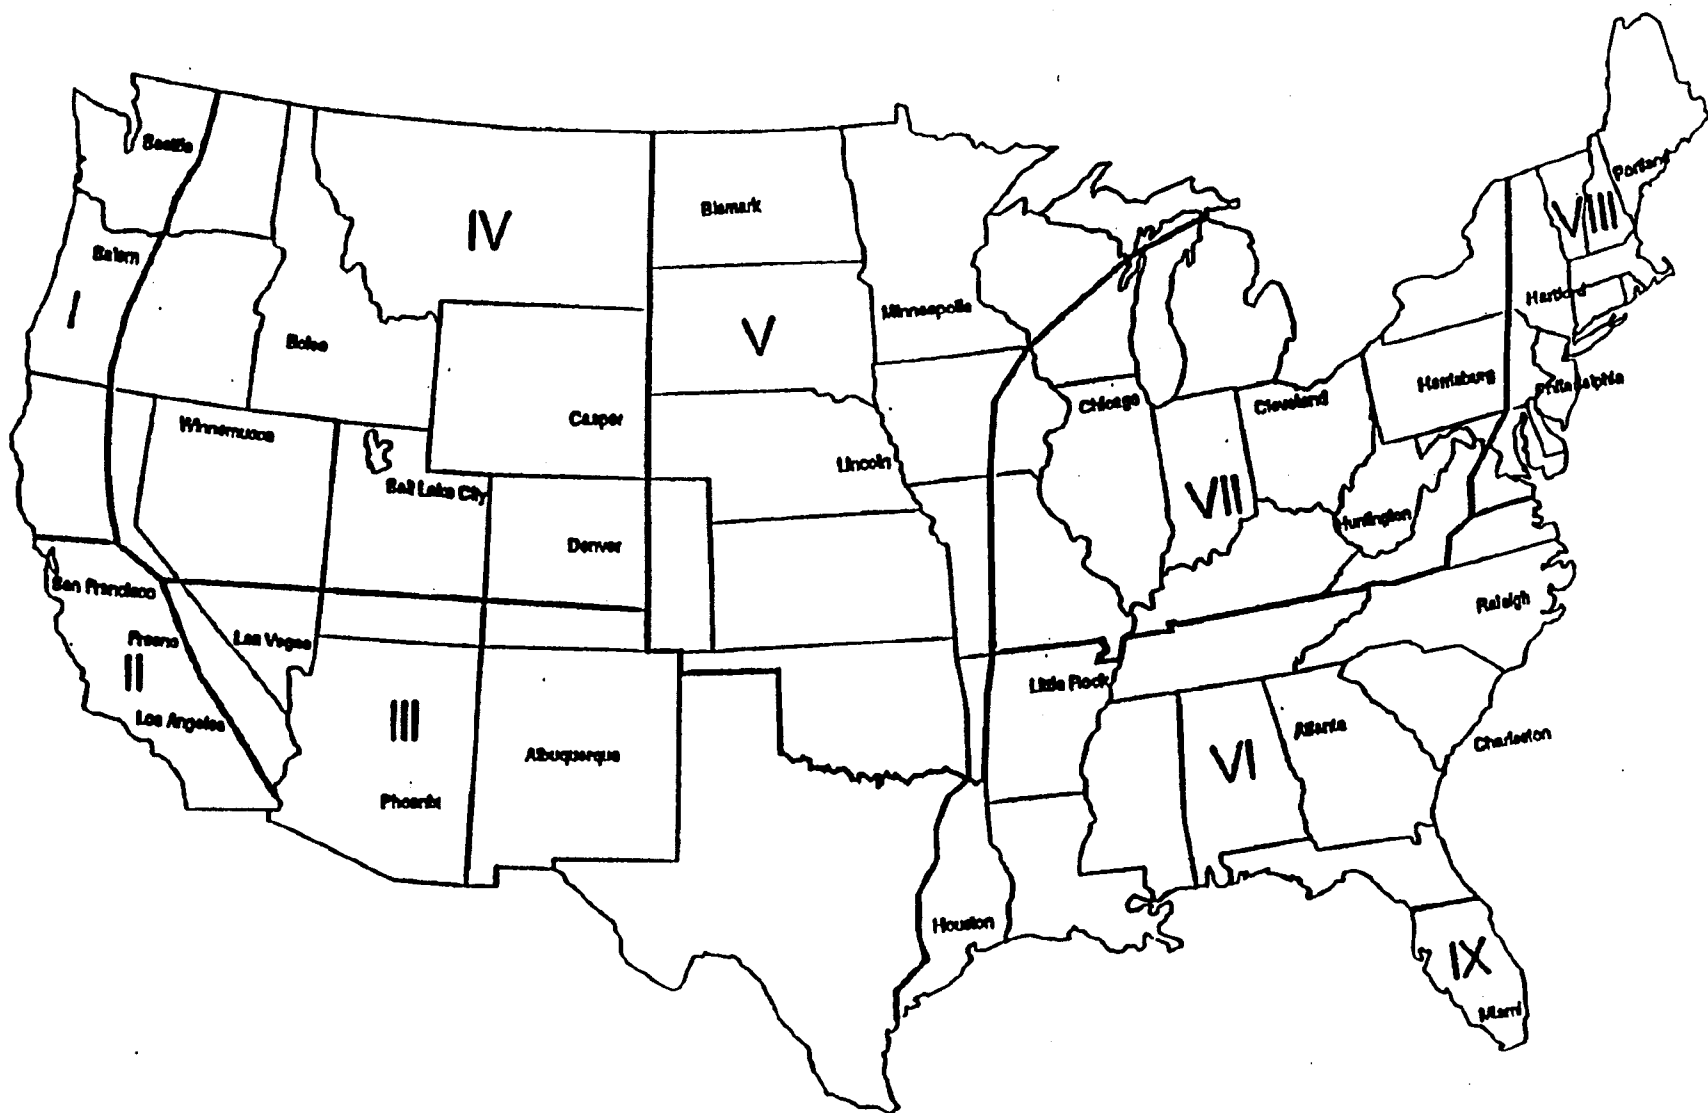 Seattle
Portland
IV
Bismark
VIII
Salem
Hartford
I
Minneapolis
V
Boise
Harrisburg
Philadelphia
Casper
Chicago
Cleveland
Winnemucca
Lincoln
Salt Lake City
VII
Huntington
Denver
San Francisco
Raleigh
Fresno
Las Vegas
II
Little Rock
III
Los Angeles
Atlanta
Charleston
Albuquerque
VI
Phoenix
Houston
IX
Miami